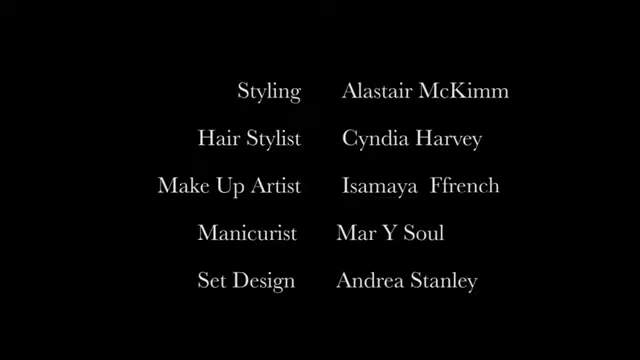 Styling Alastair McKimm
Hair Stylist Cyndia Harvey
Make Up Artist Isamaya Ffrench
Manicurist Mar Y Soul
Set Design Andrea Stanley